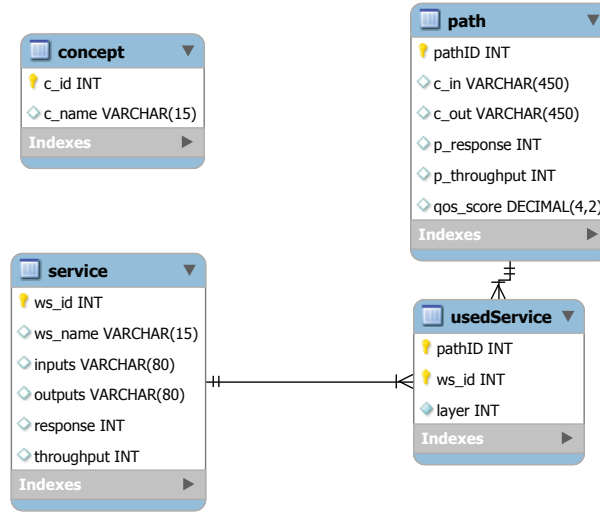 concept
c_id INT
c_name VARCHAR(15)
Indexes
path
pathID INT
c_in VARCHAR(450)
c_out VARCHAR(450)
p_response INT
p_throughput INT
qos_score DECIMAL(4,2)
Indexes
service
ws_id INT
ws_name VARCHAR(15)
inputs VARCHAR(80)
outputs VARCHAR(80)
response INT
throughput INT
Indexes
usedService
pathID INT
ws_id INT
layer INT
Indexes